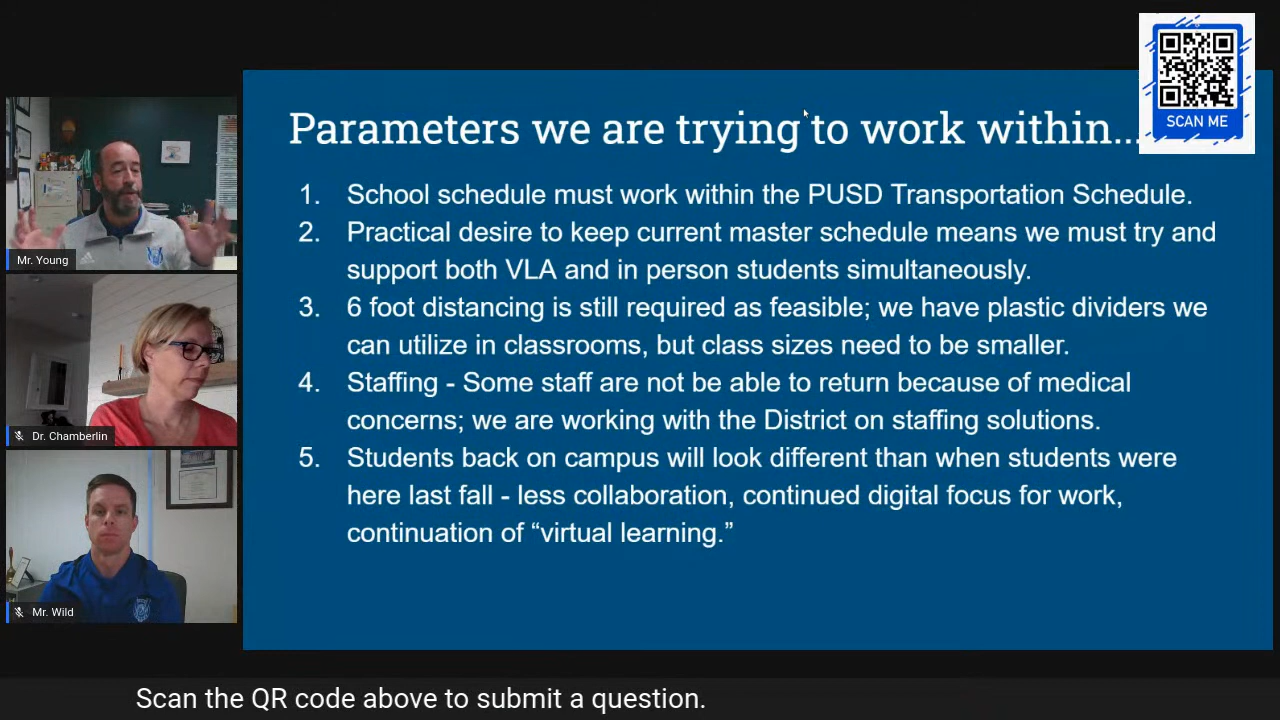 SCAN ME
Parameters we are trying to work within...
1. School schedule must work within the PUSD Transportation Schedule.
2. Practical desire to keep current master schedule means we must try and
support both VLA and in person students simultaneously.
3. 6 foot distancing is still required as feasible; we have plastic dividers we
can utilize in classrooms, but class sizes need to be smaller.
4. Staffing - Some staff are not be able to return because of medical
concerns; we are working with the District on staffing solutions.
5. Students back on campus will look different than when students were
here last fall - less collaboration, continued digital focus for work,
continuation of “virtual learning.”
Mr. Young
Dr. Chamberlin
Mr. Wild
Scan the QR code above to submit a question.